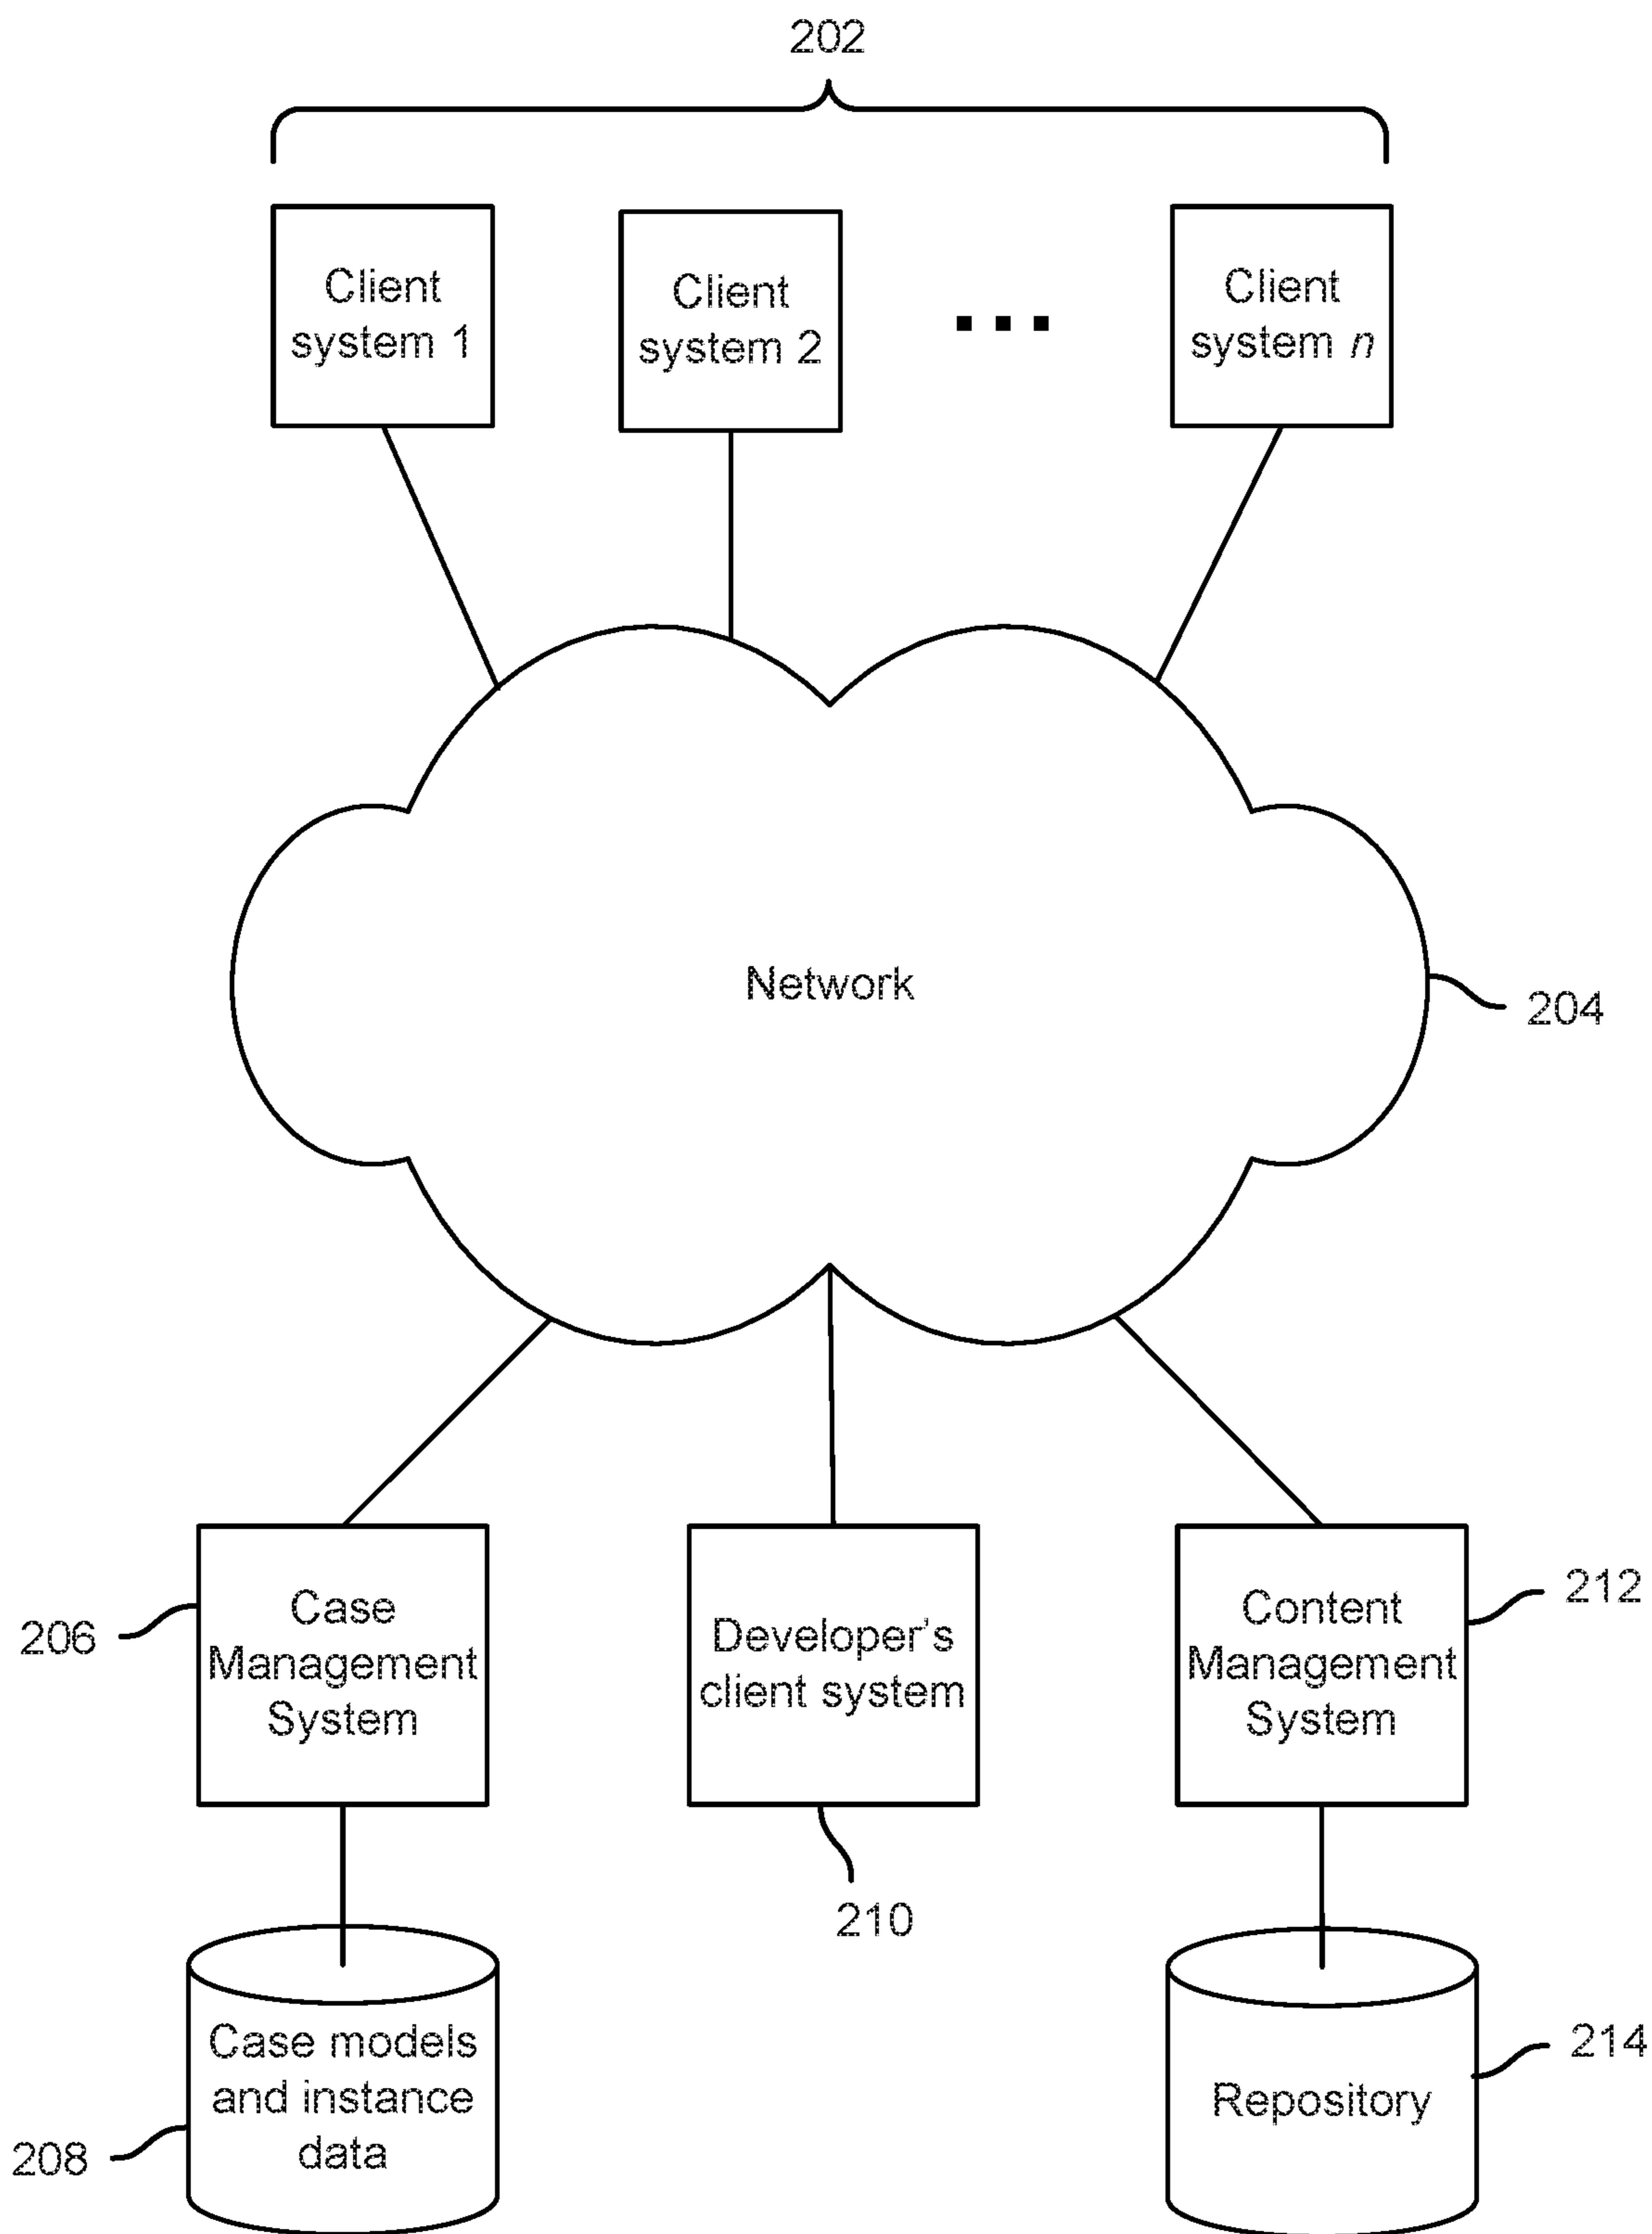 202
Client
system 1
Client
system 2
Client
system n
Network
204
206
Case
Management
System
Developer's
client system
Content
Management
System
212
210
208
Case models
and instance
data
Repository
214